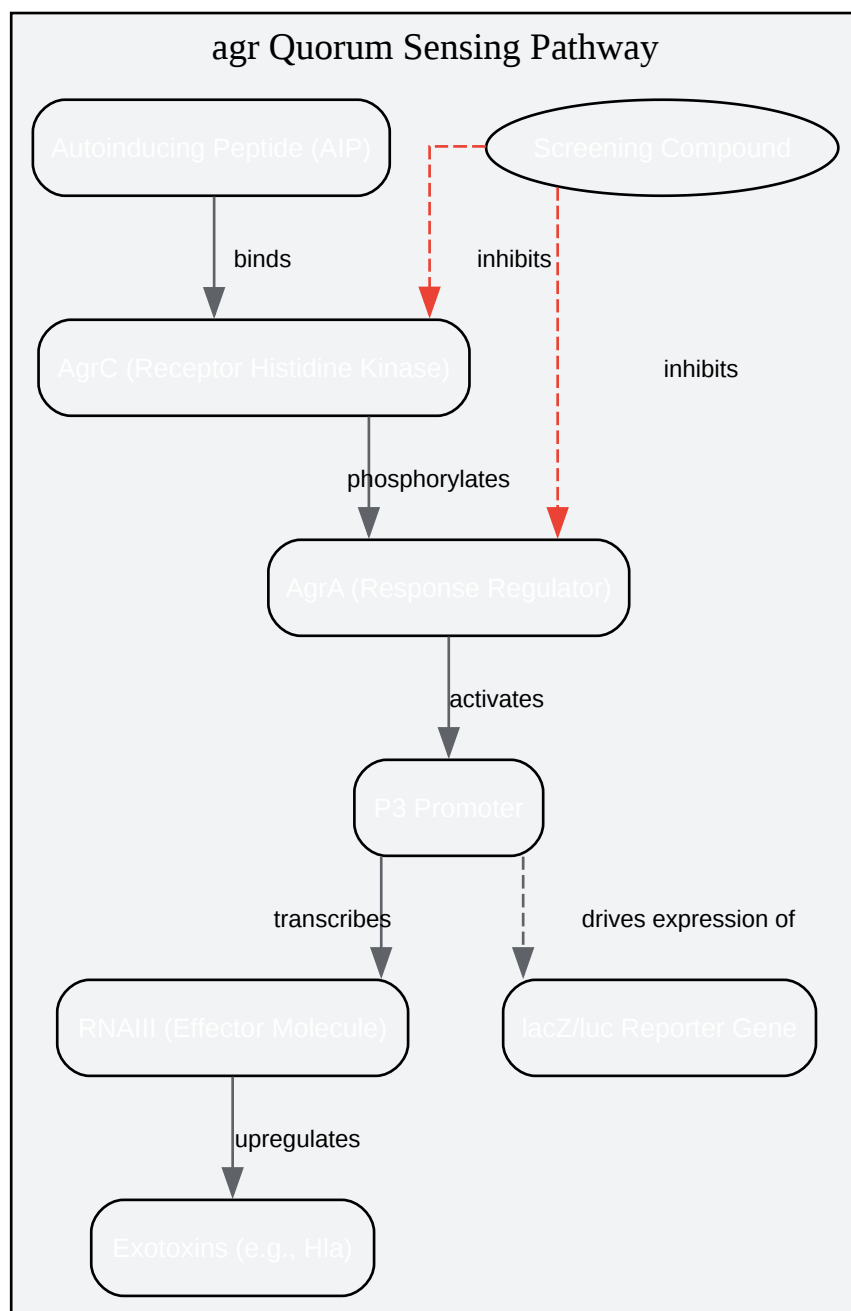 agr Quorum Sensing Pathway
Autoinducing Peptide (AIP)
Screening Compound
binds
inhibits
AgrC (Receptor Histidine Kinase)
inhibits
phosphorylates
AgrA (Response Regulator)
activates
P3 Promoter
transcribes
drives expression of
RNAIII (Effector Molecule)
lacZ/luc Reporter Gene
upregulates
Exotoxins (e.g., Hla)